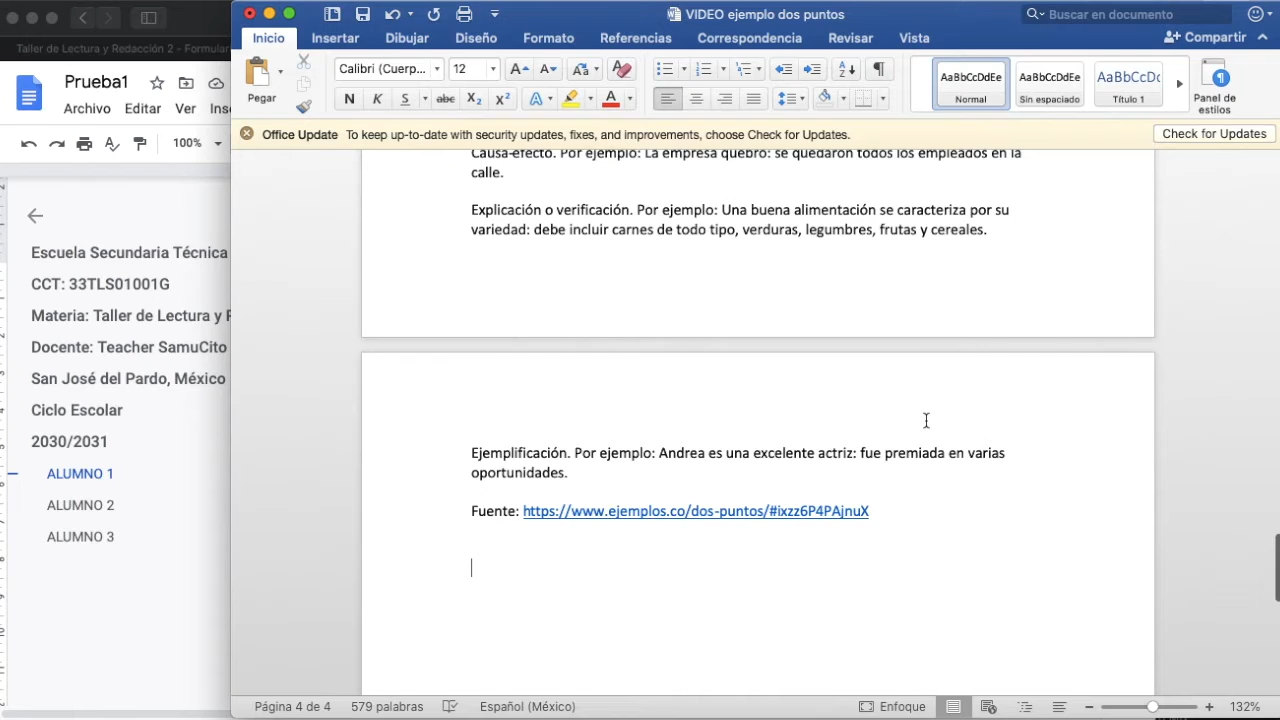 VIDEO ejemplo dos puntos
Buscar en documento
Taller de Lectura y Redacción 2 - Formular
Inicio Insertar Dibujar Diseño Formato Referencias Correspondencia Revisar Vista Compartir
Prueba1
Archivo Editar Ver Inse
Pegar
Calibri (Cuerp... 12
N K S abc X₂ X² A A
AaBbCcDdEe AaBbCcDdEe AaBbCcDc
Normal Sin espaciado Título 1
Panel de
estilos
100%
Office Update To keep up-to-date with security updates, fixes, and improvements, choose Check for Updates. Check for Updates
Escuela Secundaria Técnica
CCT: 33TLS01001G
Materia: Taller de Lectura y R
Docente: Teacher SamuCito
San José del Pardo, México
Ciclo Escolar
2030/2031
ALUMNO 1
ALUMNO 2
ALUMNO 3
Causa-efecto. Por ejemplo: La empresa quebró: se quedaron todos los empleados en la
calle.
Explicación o verificación. Por ejemplo: Una buena alimentación se caracteriza por su
variedad: debe incluir carnes de todo tipo, verduras, legumbres, frutas y cereales.
Ejemplificación. Por ejemplo: Andrea es una excelente actriz: fue premiada en varias
oportunidades.
Fuente: https://www.ejemplos.co/dos-puntos/#ixzz6P4PAjnuX
Página 4 de 4 579 palabras Español (México) Enfoque 132%